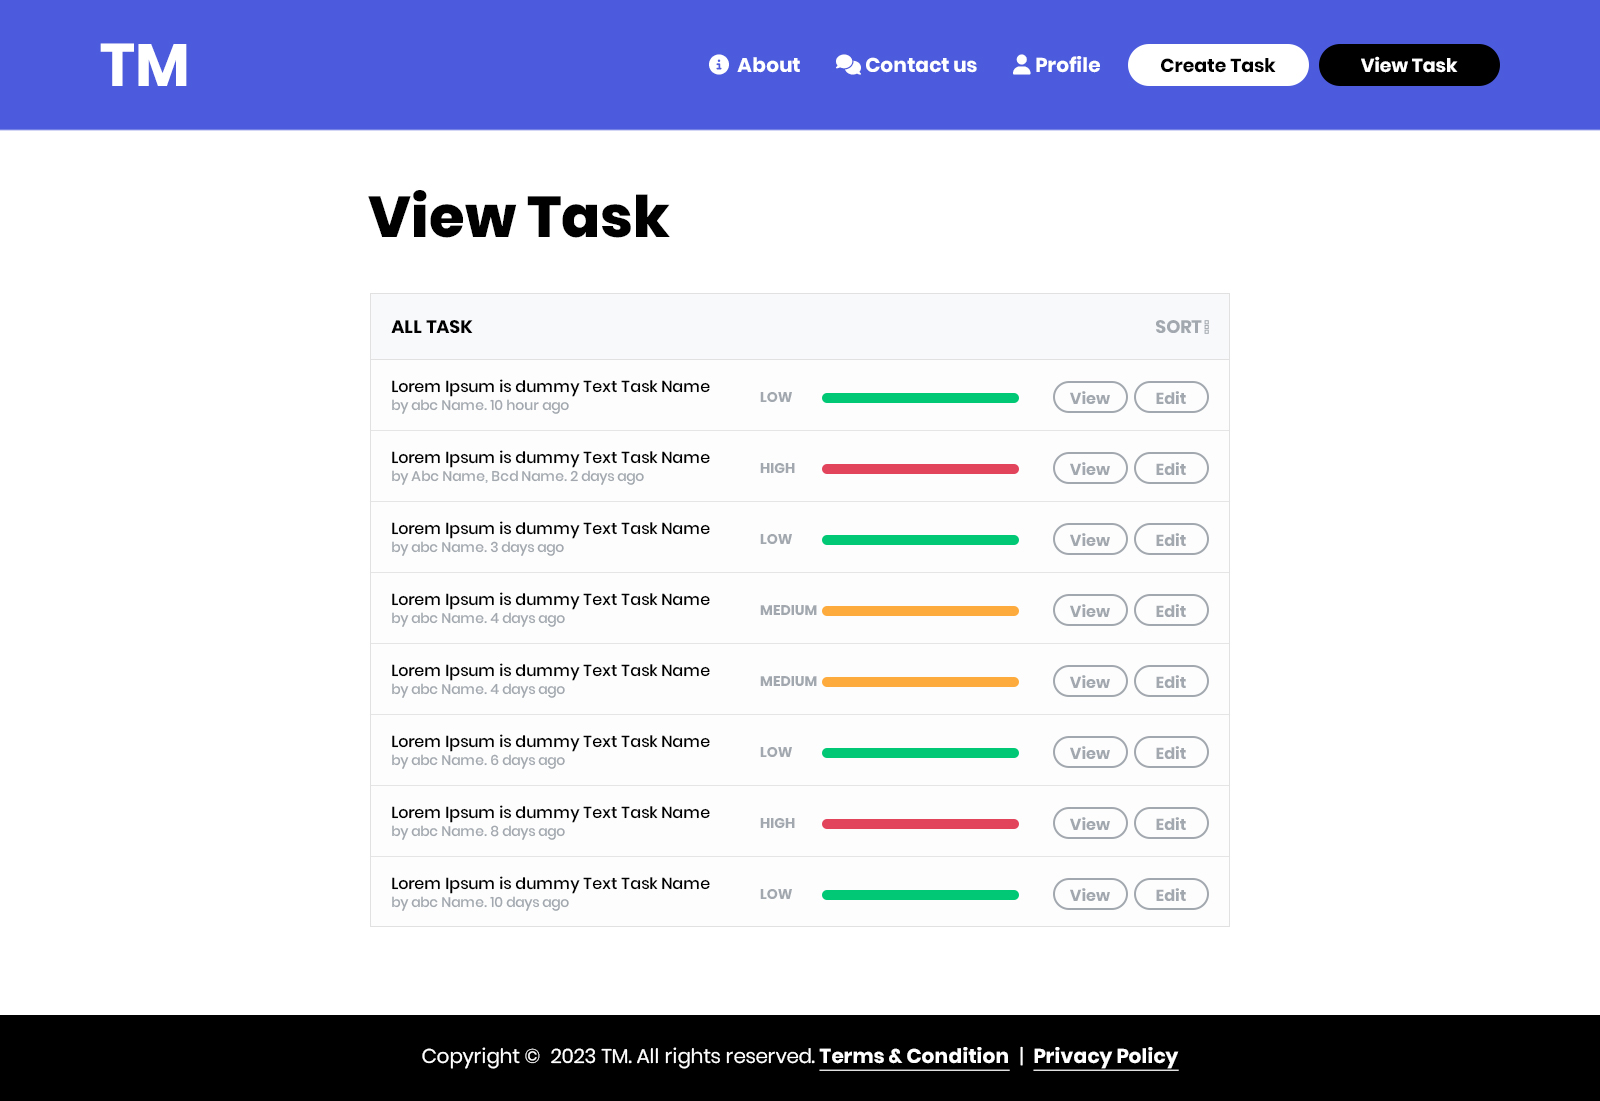 TM
About
Contact us
Profile
Create Task
View Task
View Task
ALL TASK
SORT
Lorem Ipsum is dummy Text Task Name
by abc Name. 10 hour ago
LOW
View
Edit
Lorem Ipsum is dummy Text Task Name
by Abc Name, Bcd Name. 2 days ago
HIGH
View
Edit
Lorem Ipsum is dummy Text Task Name
by abc Name. 3 days ago
LOW
View
Edit
Lorem Ipsum is dummy Text Task Name
by abc Name. 4 days ago
MEDIUM
View
Edit
Lorem Ipsum is dummy Text Task Name
by abc Name. 4 days ago
MEDIUM
View
Edit
Lorem Ipsum is dummy Text Task Name
by abc Name. 6 days ago
LOW
View
Edit
Lorem Ipsum is dummy Text Task Name
by abc Name. 8 days ago
HIGH
View
Edit
Lorem Ipsum is dummy Text Task Name
by abc Name. 10 days ago
LOW
View
Edit
Copyright © 2023 TM. All rights reserved. Terms & Condition | Privacy Policy